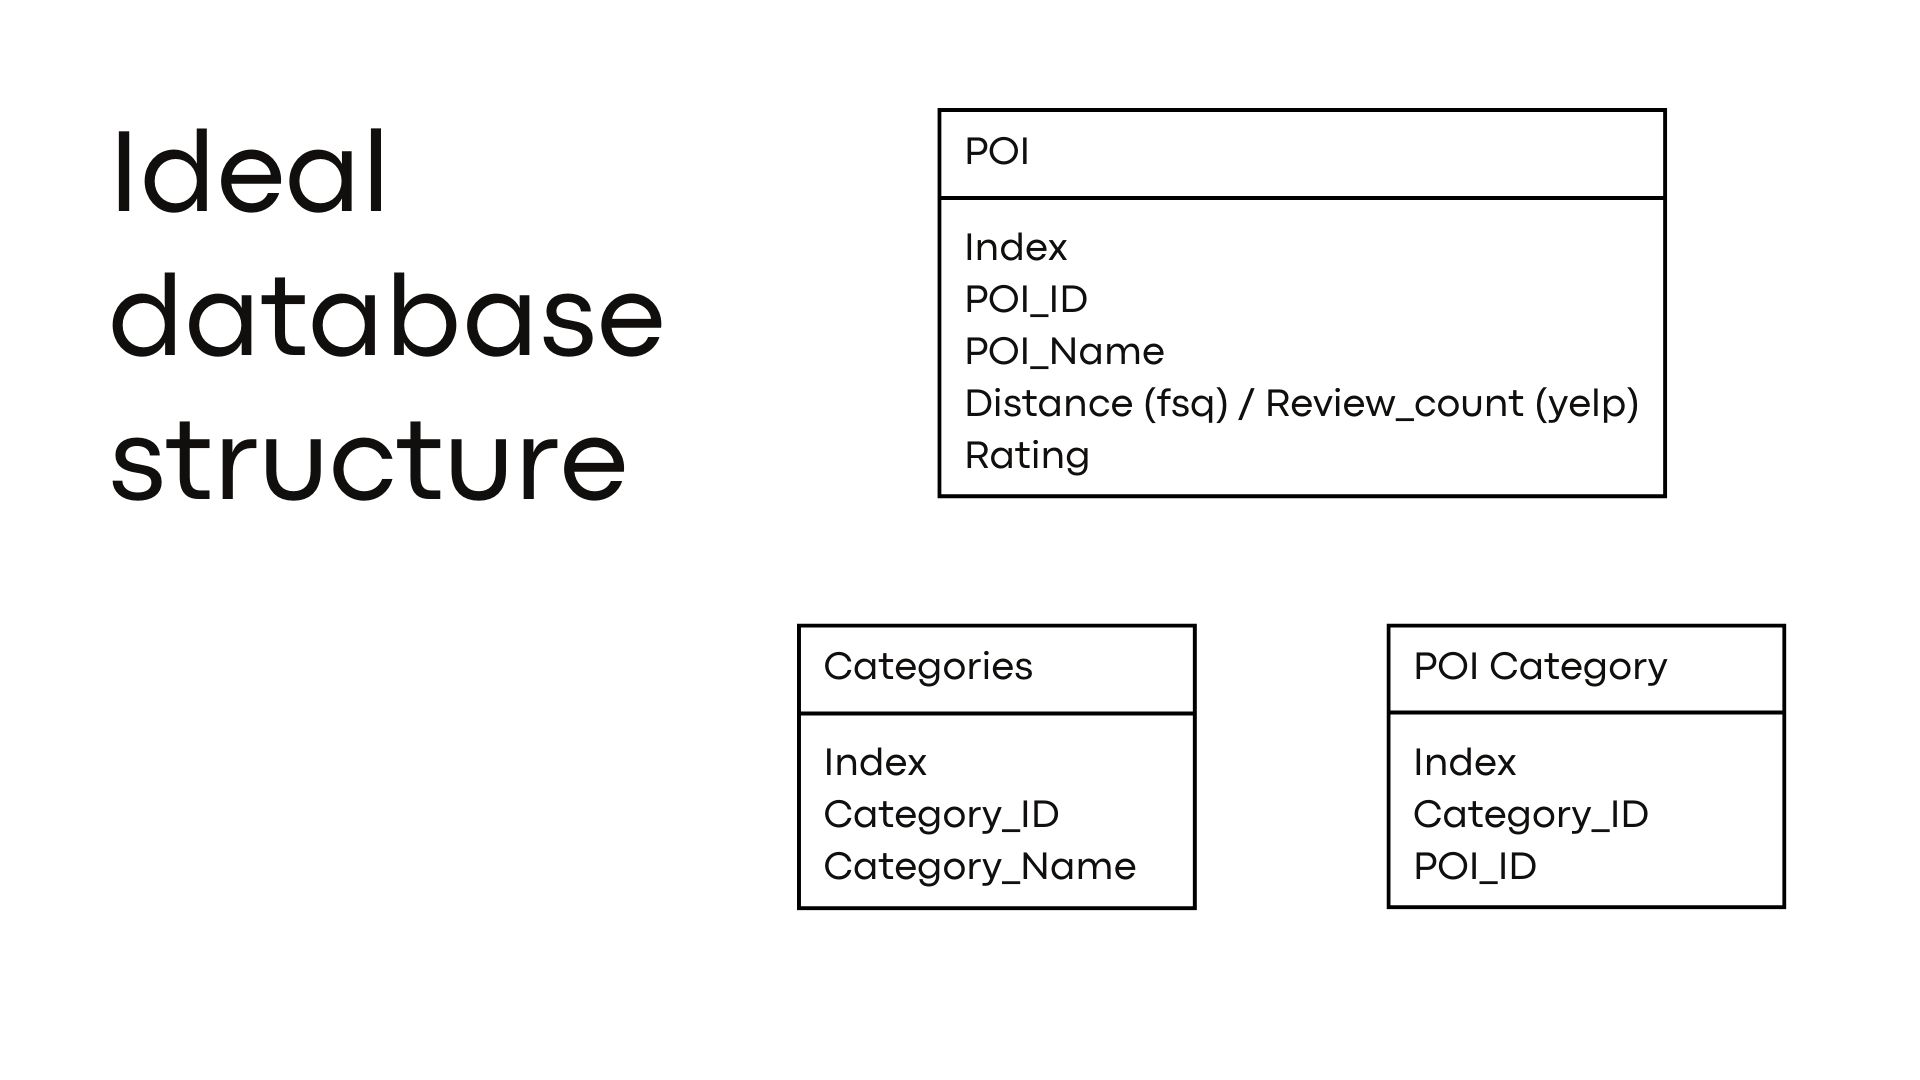 Ideal
database
structure
POI
Index
POI_ID
POI_Name
Distance (fsq) / Review_count (yelp)
Rating
Categories
Index
Category_ID
Category_Name
POI Category
Index
Category_ID
POI_ID